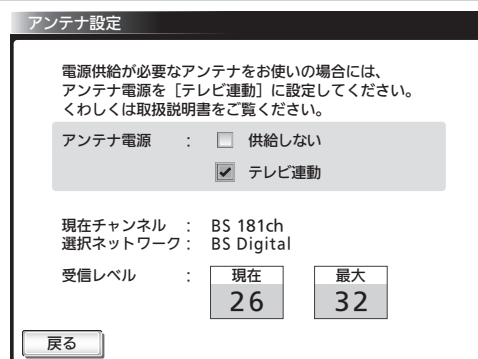 アンテナ設定
電源供給が必要なアンテナをお使いの場合には、
アンテナ電源を［テレビ連動］に設定してください。
くわしくは取扱説明書をご覧ください。
アンテナ電源 : 供給しない
テレビ連動
現在チャンネル : BS 181ch
選択ネットワーク : BS Digital
受信レベル : 現在 最大
26 32
戻る